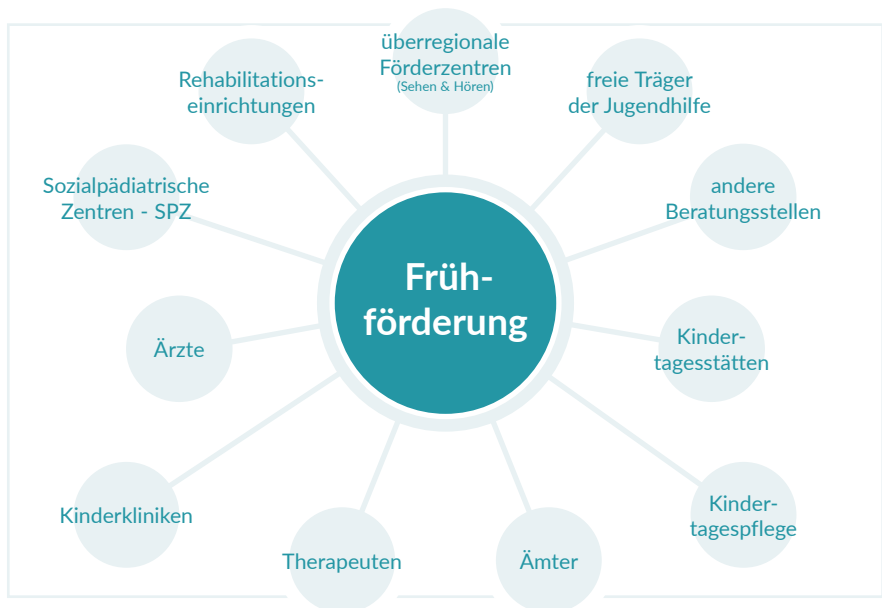 überregionale
Förderzentren
(Sehen & Hören)
Rehabilitations-
einrichtungen
freie Träger
der Jugendhilfe
Sozialpädiatrische
Zentren - SPZ
andere
Beratungsstellen
Früh-
förderung
Ärzte
Kinder-
tagesstätten
Kinderkliniken
Kinder-
tagespflege
Therapeuten
Ämter